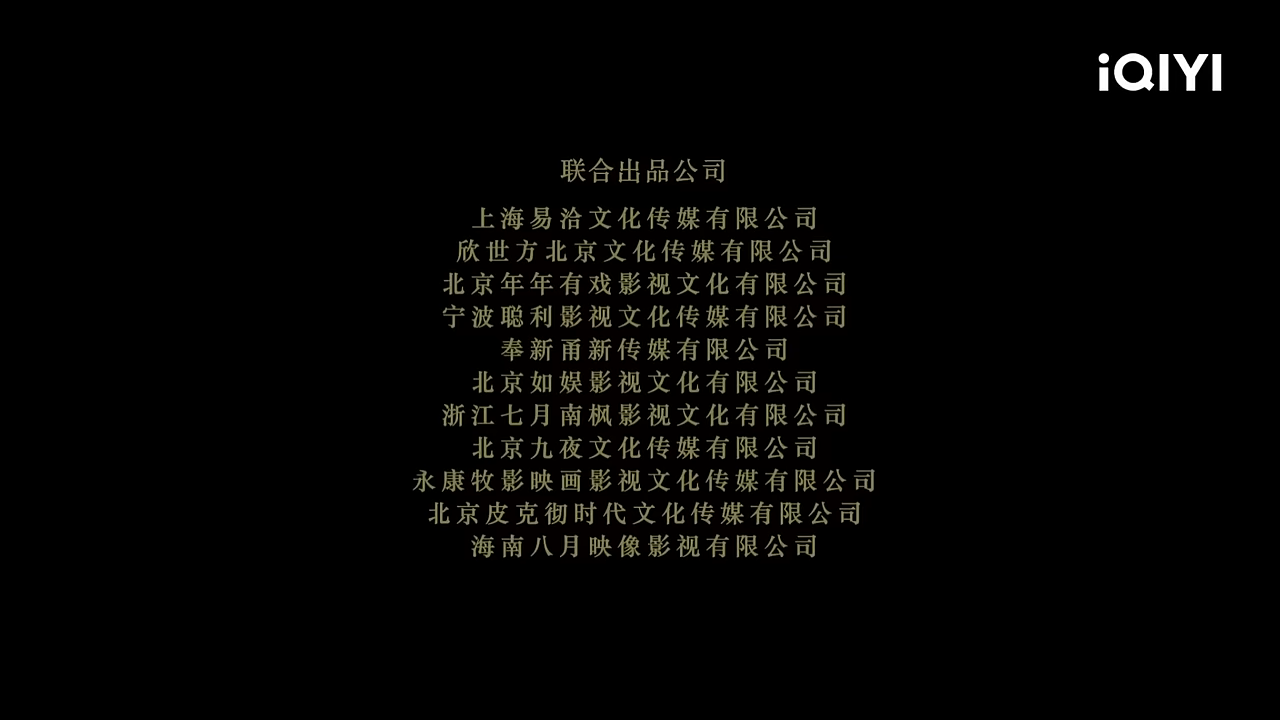 iQIYI
联合出品公司
上海易洽文化传媒有限公司
欣世方北京文化传媒有限公司
北京年年有戏影视文化有限公司
宁波聪利影视文化传媒有限公司
奉新甬新传媒有限公司
北京如娱影视文化有限公司
浙江七月南枫影视文化有限公司
北京九夜文化传媒有限公司
永康牧影映画影视文化传媒有限公司
北京皮克彻时代文化传媒有限公司
海南八月映像影视有限公司